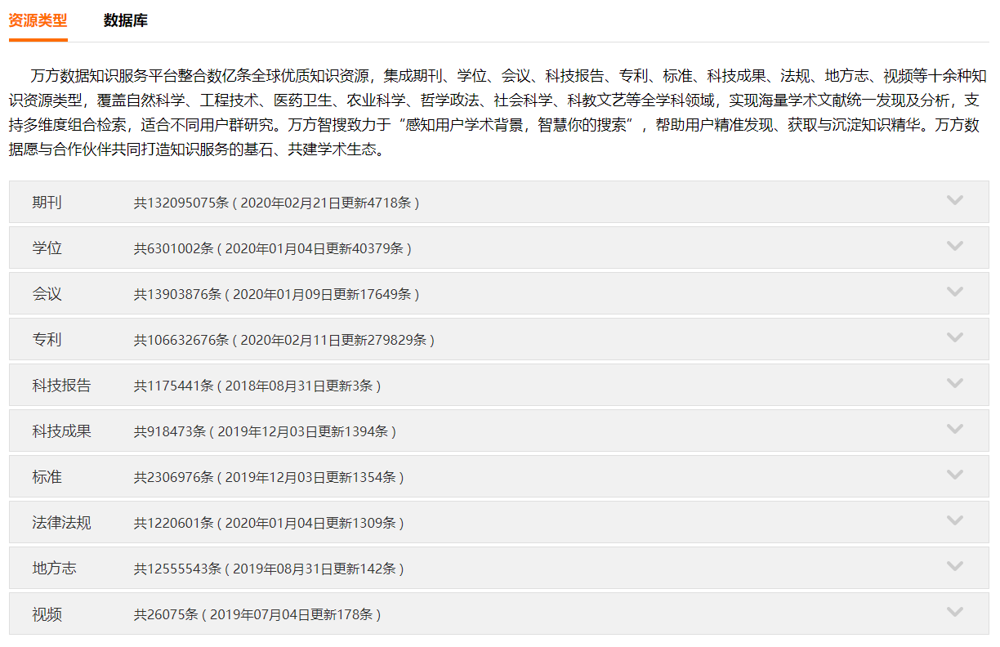 资源类型 数据库
万方数据知识服务平台整合数亿条全球优质知识资源，集成期刊、学位、会议、科技报告、专利、标准、科技成果、法规、地方志、视频等十余种知
识资源类型，覆盖自然科学、工程技术、医药卫生、农业科学、哲学政法、社会科学、科教文艺等全学科领域，实现海量学术文献统一发现及分析，支
持多维度组合检索，适合不同用户群研究。万方智搜致力于“感知用户学术背景，智慧你的搜索”，帮助用户精准发现、获取与沉淀知识精华。万方数
据愿与合作伙伴共同打造知识服务的基石、共建学术生态。
期刊 共132095075条 ( 2020年02月21日更新4718条 )
学位 共6301002条 ( 2020年01月04日更新40379条 )
会议 共13903876条 ( 2020年01月09日更新17649条 )
专利 共106632676条 ( 2020年02月11日更新279829条 )
科技报告 共1175441条 ( 2018年08月31日更新3条 )
科技成果 共918473条 ( 2019年12月03日更新1394条 )
标准 共2306976条 ( 2019年12月03日更新1354条 )
法律法规 共1220601条 ( 2020年01月04日更新1309条 )
地方志 共12555543条 ( 2019年08月31日更新142条 )
视频 共26075条 ( 2019年07月04日更新178条 )